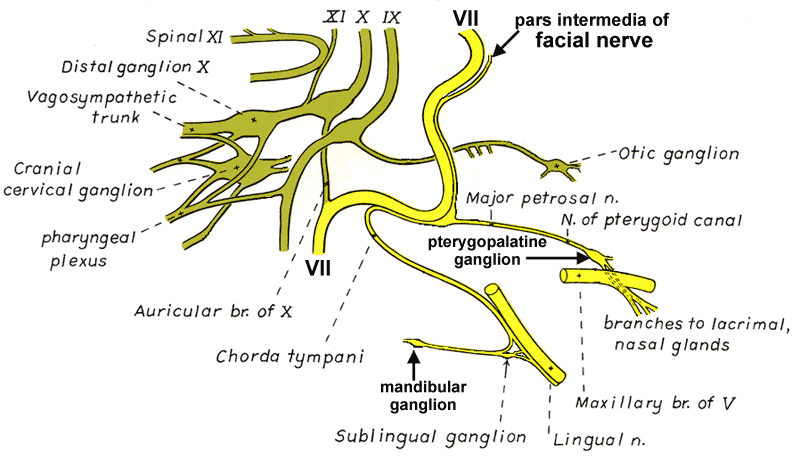 XI X IX
VII
pars intermedia of
facial nerve
Spinal XI
Distal ganglion X
Vagosympathetic
trunk
Cranial
cervical ganglion
pharyngeal
plexus
Otic ganglion
Major petrosal n.
N. of pterygoid canal
pterygopalatine
ganglion
VII
Auricular br. of X
Chorda tympani
branches to lacrimal,
nasal glands
mandibular
ganglion
Maxillary br. of V
Sublingual ganglion
Lingual n.